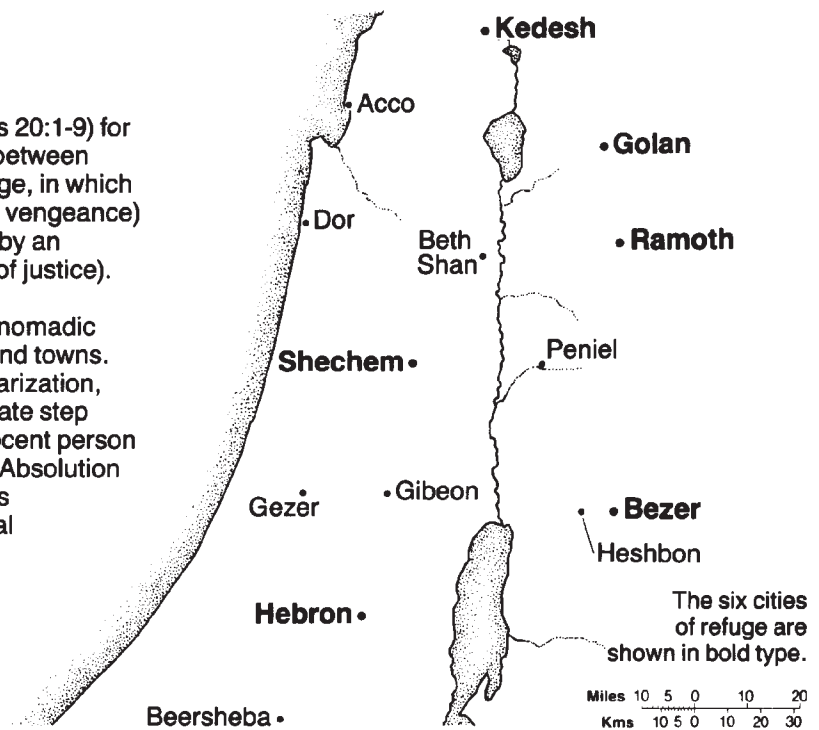 s 20:1-9) for
between
ge, in which
vengeance)
by an
of justice).
nomadic
nd towns.
arization,
ate step
cent person
Absolution
s
al
Kedesh
Acco
Golan
Dor
Beth
Shan
Ramoth
Shechem
Peniel
Gezer
Gibeon
Bezer
Heshbon
Hebron
The six cities
of refuge are
shown in bold type.
Beersheba
Miles 10 5 0 10 20
Kms 10 5 0 10 20 30